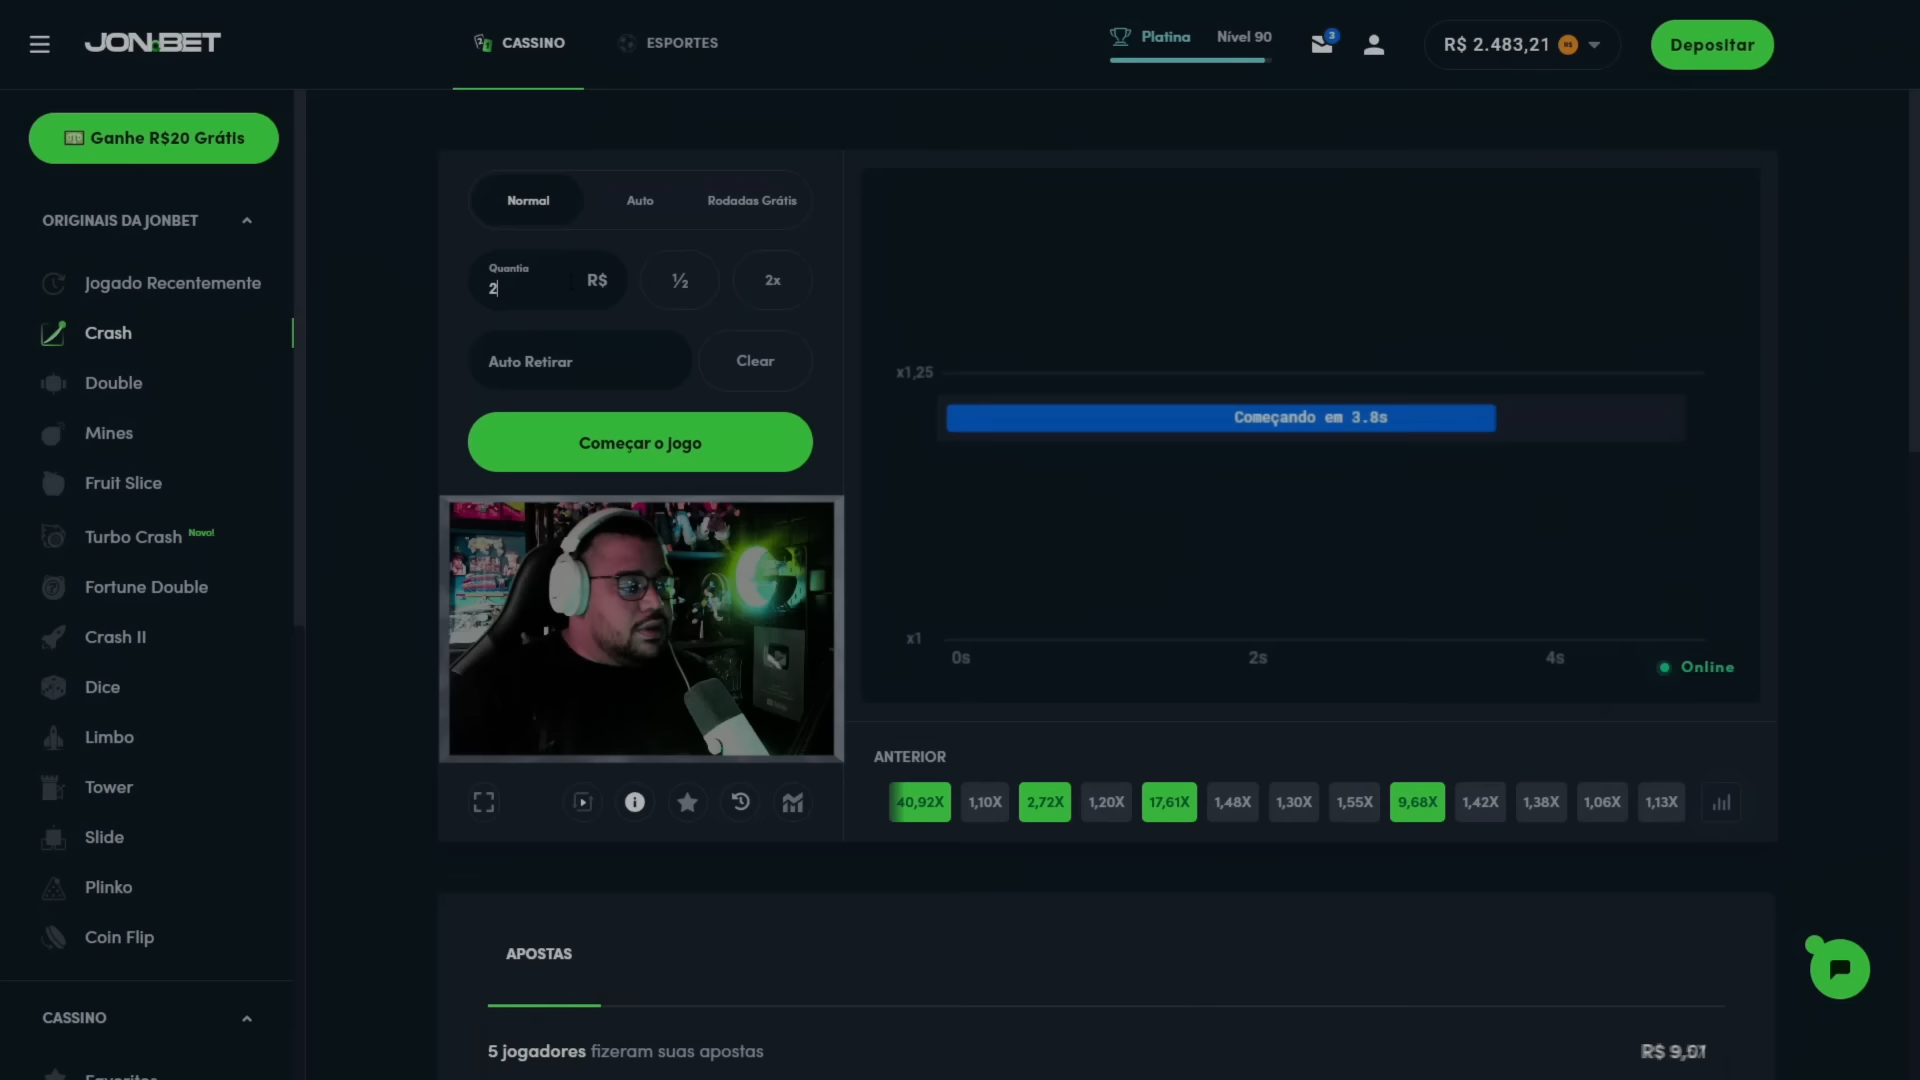 JONBET
CASSINO
ESPORTES
Platina
Nível 90
3
R$ 2.483,21
R$
Depositar
Ganhe R$20 Grátis
ORIGINAIS DA JONBET
Jogado Recentemente
Crash
Double
Mines
Fruit Slice
Turbo Crash Novo!
Fortune Double
Crash II
Dice
Limbo
Tower
Slide
Plinko
Coin Flip
CASSINO
Favoritos
Normal
Auto
Rodadas Grátis
Quantia
2
R$
½
2x
Auto Retirar
Clear
Começar o jogo
x1,25
Começando em 3.8s
x1
0s
2s
4s
Online
ANTERIOR
40,92X
1,10X
2,72X
1,20X
17,61X
1,48X
1,30X
1,55X
9,68X
1,42X
1,38X
1,06X
1,13X
APOSTAS
5 jogadores fizeram suas apostas